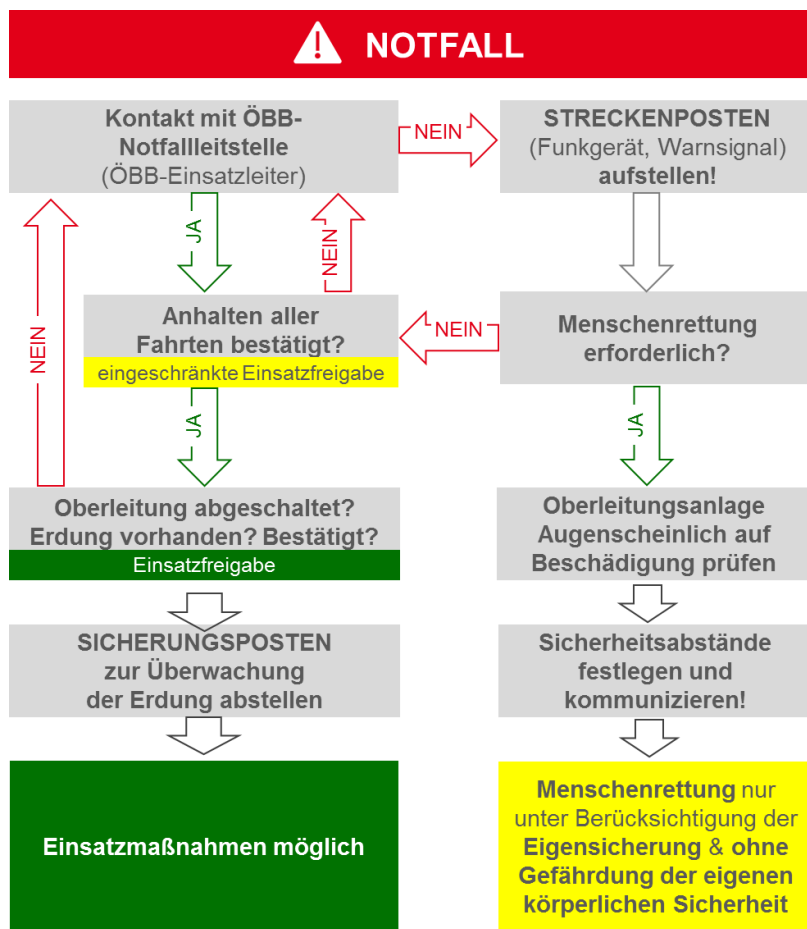 NOTFALL
Kontakt mit ÖBB-
Notfallleitstelle
(ÖBB-Einsatzleiter)
NEIN
STRECKENPOSTEN
(Funkgerät, Warnsignal)
aufstellen!
JA
NEIN
NEIN
Anhalten aller
Fahrten bestätigt?
eingeschränkte Einsatzfreigabe
NEIN
Menschenrettung
erforderlich?
JA
JA
Oberleitung abgeschaltet?
Erdung vorhanden? Bestätigt?
Einsatzfreigabe
Oberleitungsanlage
Augenscheinlich auf
Beschädigung prüfen
SICHERUNGSPOSTEN
zur Überwachung
der Erdung abstellen
Sicherheitsabstände
festlegen und
kommunizieren!
Einsatzmaßnahmen möglich
Menschenrettung nur
unter Berücksichtigung der
Eigensicherung & ohne
Gefährdung der eigenen
körperlichen Sicherheit